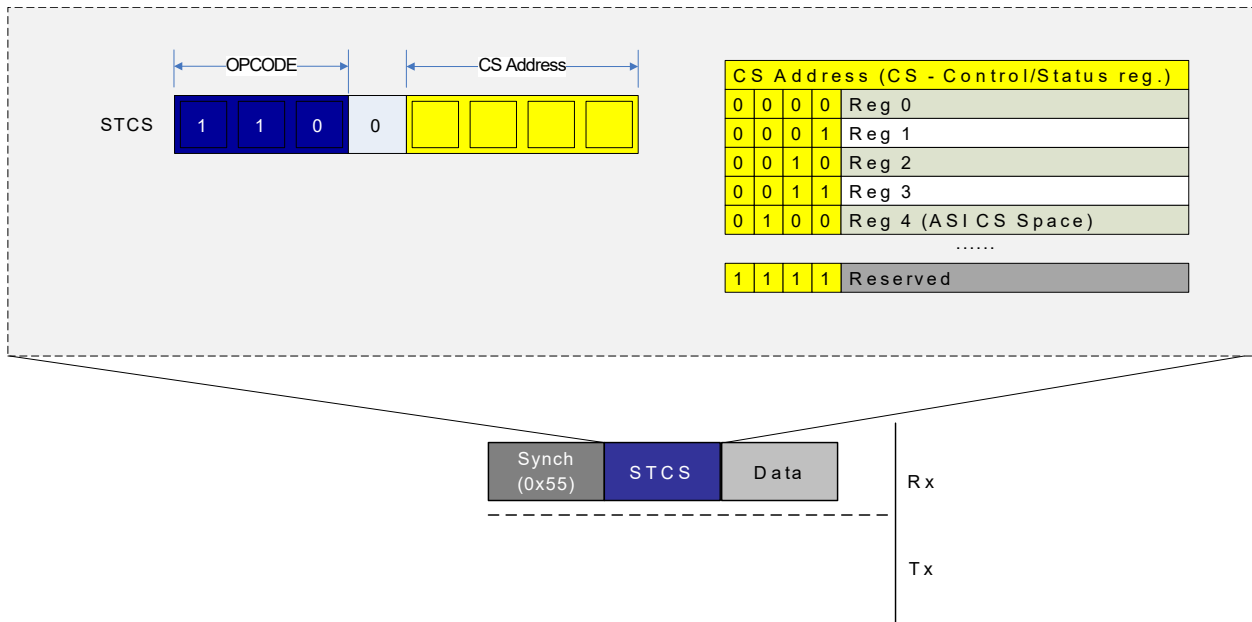 OPCODE CS Address
STCS 1 1 0 0
CS Address (CS - Control/Status reg.)
0 0 0 0 Reg 0
0 0 0 1 Reg 1
0 0 1 0 Reg 2
0 0 1 1 Reg 3
0 1 0 0 Reg 4 (ASI CS Space)
......
1 1 1 1 Reserved
Synch
(0x55)
STCS
Data
Rx
Tx